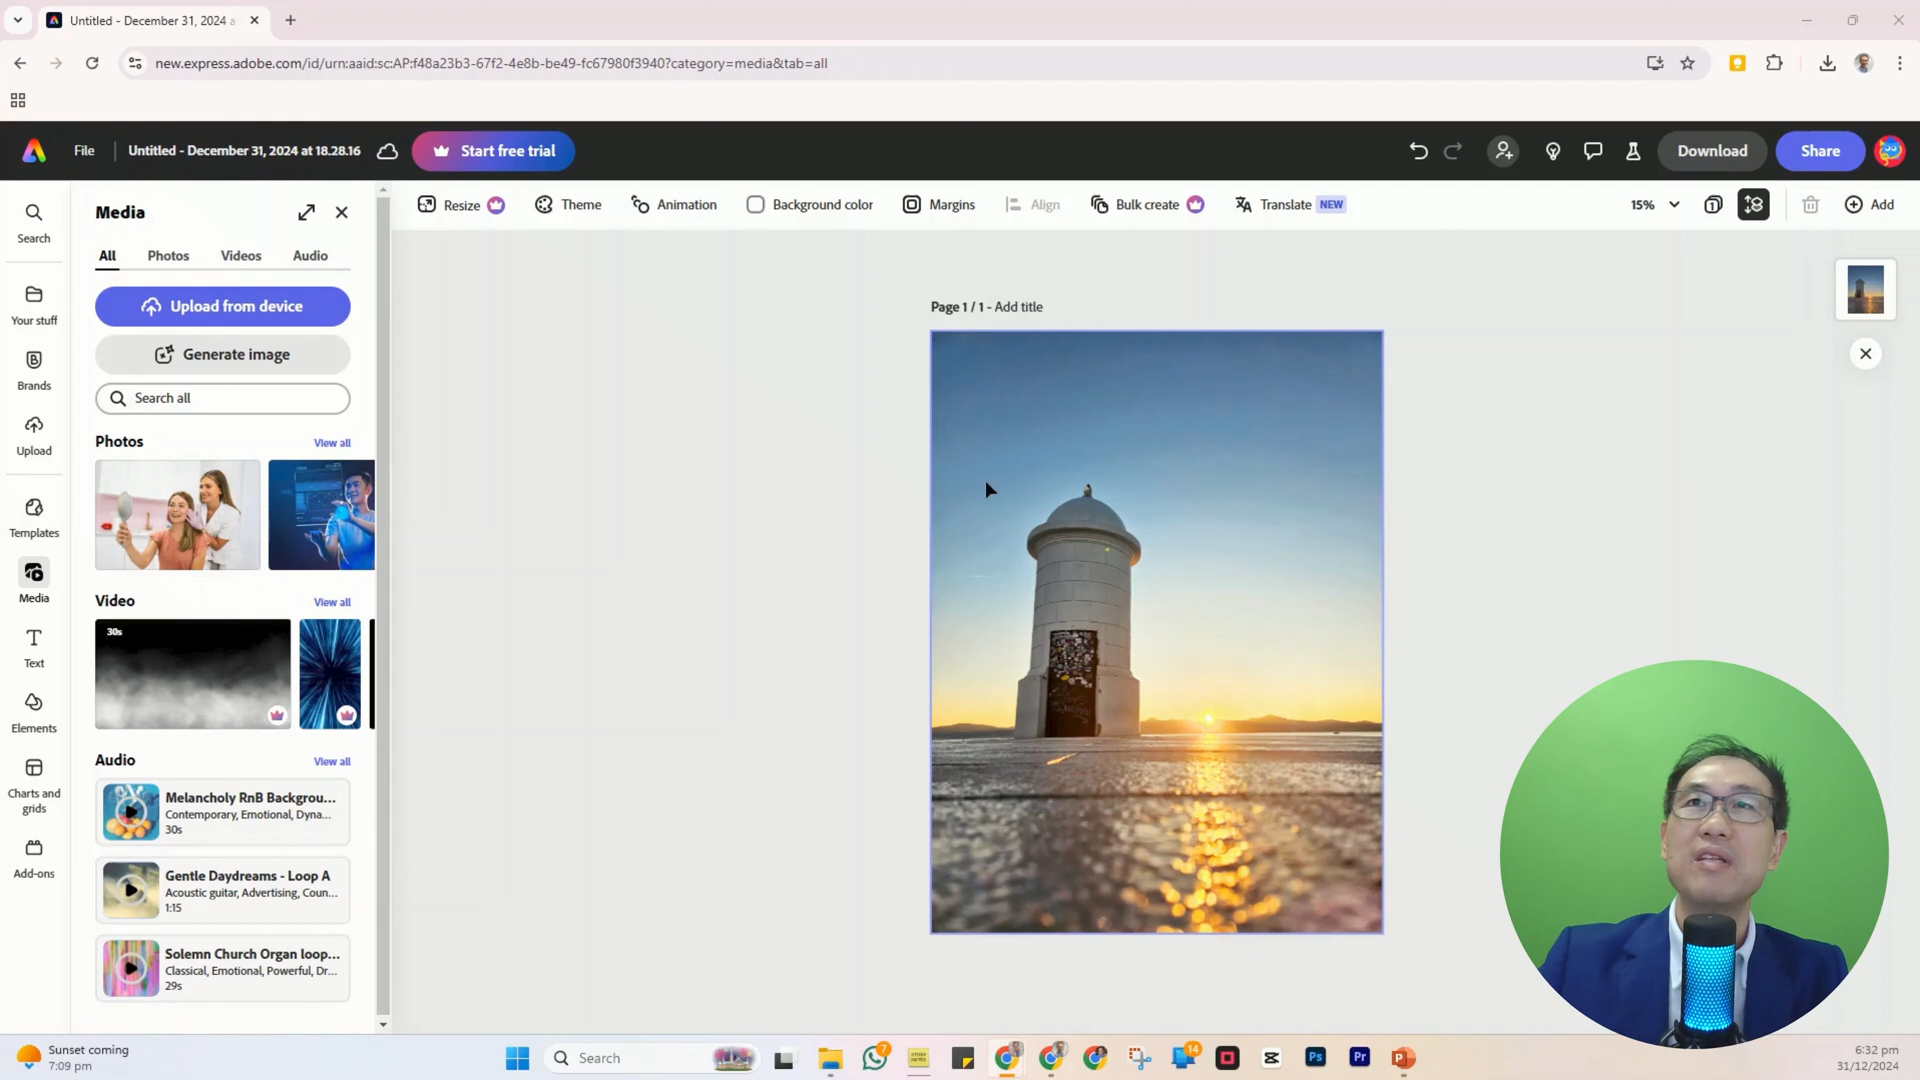 Untitled - December 31, 2024 a
new.express.adobe.com/id/urn:aaid:sc:AP:f48a23b3-67f2-4e8b-be49-fc67980f3940?category=media&tab=all
File
Untitled - December 31, 2024 at 18.28.16
Start free trial
Download
Share
Resize
Theme
Animation
Background color
Margins
Align
Bulk create
Translate NEW
15%
Add
Search
Your stuff
Brands
Upload
Templates
Media
Text
Elements
Charts and
grids
Add-ons
Media
All
Photos
Videos
Audio
Upload from device
Generate image
Search all
Photos
View all
Video
View all
30s
Audio
View all
Melancholy RnB Backgrou...
Contemporary, Emotional, Dyna...
30s
Gentle Daydreams - Loop A
Acoustic guitar, Advertising, Coun...
1:15
Solemn Church Organ loop...
Classical, Emotional, Powerful, Dr...
29s
Page 1 / 1 - Add title
Sunset coming
7:09 pm
Search
7
14
Ps
Pr
P
6:32 pm
31/12/2024